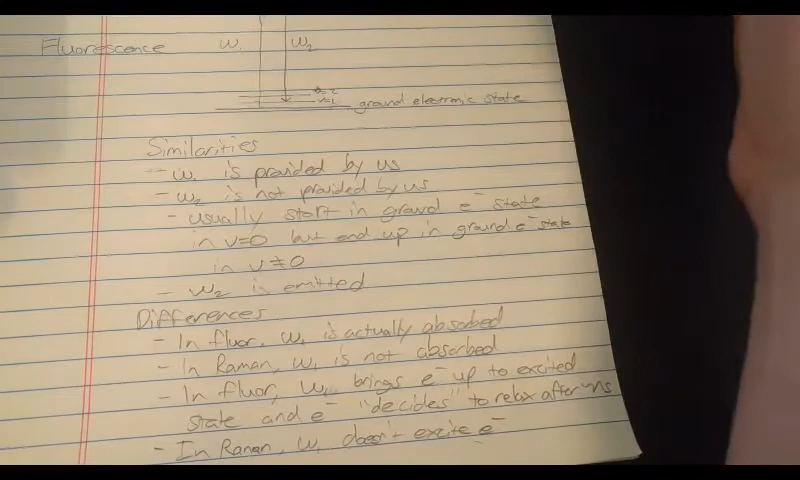 Fluorescence ω₁ ω₂
ground electronic state
Similarities
- ω₁ is provided by us
- ω₂ is not provided by us
- usually start in ground e⁻ state
in v=0 but end up in ground e⁻ state
in v≠0
- ω₂ is emitted
Differences
- In fluor, ω₁ is actually absorbed
- In Raman, ω₁ is not absorbed
- In fluor, ω₁ brings e⁻ up to excited
state and e⁻ "decides" to relax after ns
- In Raman, ω₁ doesn't excite e⁻